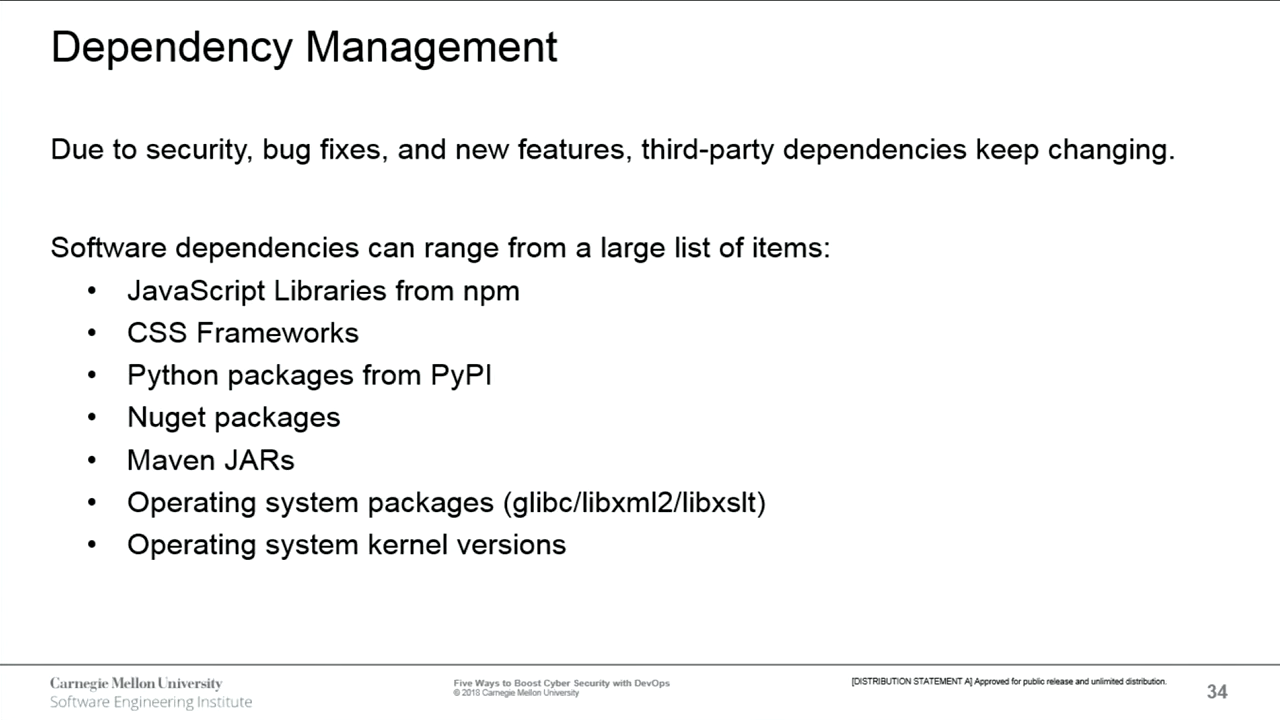 Dependency Management
Due to security, bug fixes, and new features, third-party dependencies keep changing.
Software dependencies can range from a large list of items:
• JavaScript Libraries from npm
• CSS Frameworks
• Python packages from PyPI
• Nuget packages
• Maven JARs
• Operating system packages (glibc/libxml2/libxslt)
• Operating system kernel versions
Carnegie Mellon University
Software Engineering Institute
Five Ways to Boost Cyber Security with DevOps
© 2018 Carnegie Mellon University
[DISTRIBUTION STATEMENT A] Approved for public release and unlimited distribution.
34